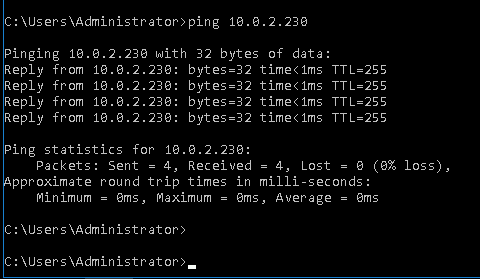 C:\Users\Administrator>ping 10.0.2.230
Pinging 10.0.2.230 with 32 bytes of data:
Reply from 10.0.2.230: bytes=32 time<1ms TTL=255
Reply from 10.0.2.230: bytes=32 time<1ms TTL=255
Reply from 10.0.2.230: bytes=32 time<1ms TTL=255
Reply from 10.0.2.230: bytes=32 time<1ms TTL=255
Ping statistics for 10.0.2.230:
    Packets: Sent = 4, Received = 4, Lost = 0 (0% loss),
Approximate round trip times in milli-seconds:
    Minimum = 0ms, Maximum = 0ms, Average = 0ms
C:\Users\Administrator>
C:\Users\Administrator>